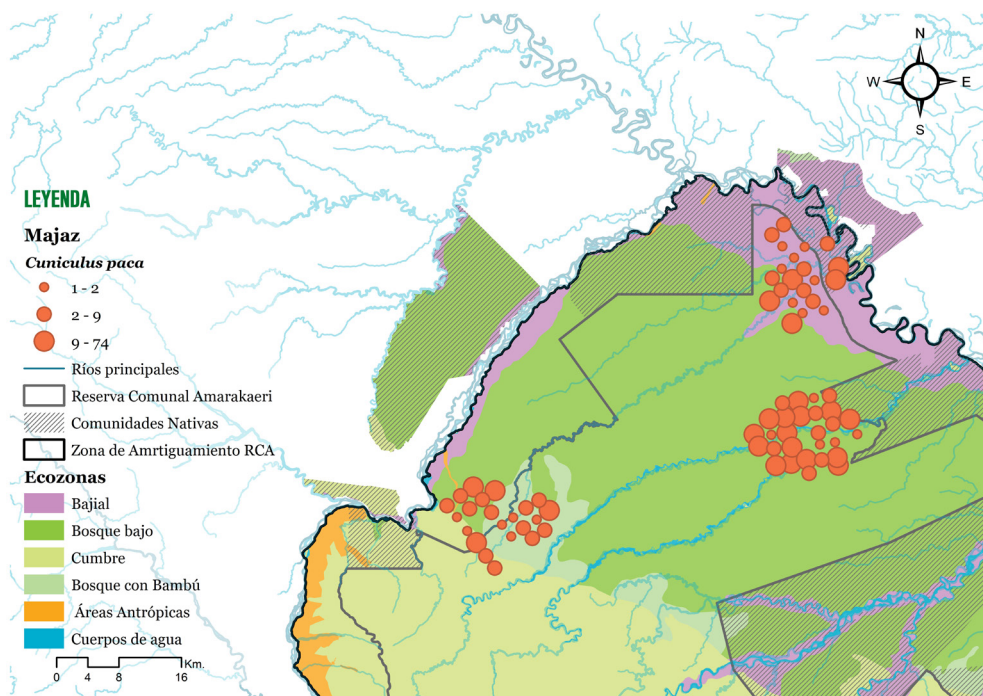 N
W
E
S
LEYENDA
Majaz
Cuniculus paca
1 - 2
2 - 9
9 - 74
Ríos principales
Reserva Comunal Amarakaeri
Comunidades Nativas
Zona de Amrtiguamiento RCA
Ecozonas
Bajial
Bosque bajo
Cumbre
Bosque con Bambú
Áreas Antrópicas
Cuerpos de agua
Km.
0 4 8 16